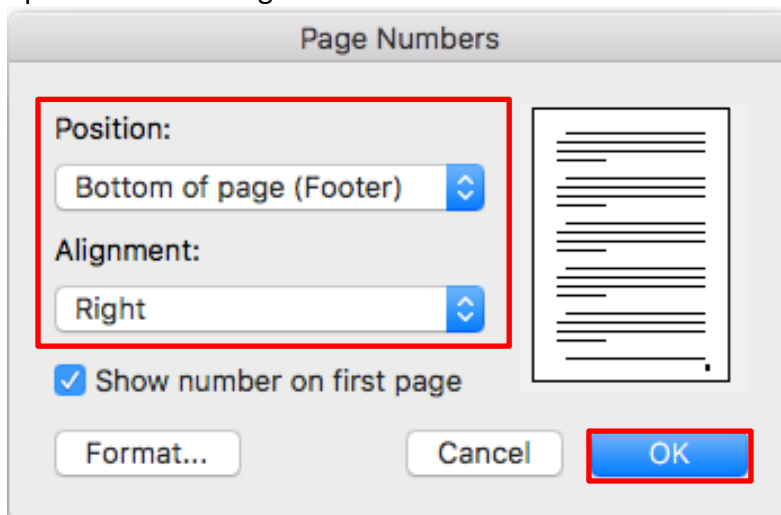 Page Numbers
Position:
Bottom of page (Footer)
Alignment:
Right
Show number on first page
Format...
Cancel
OK